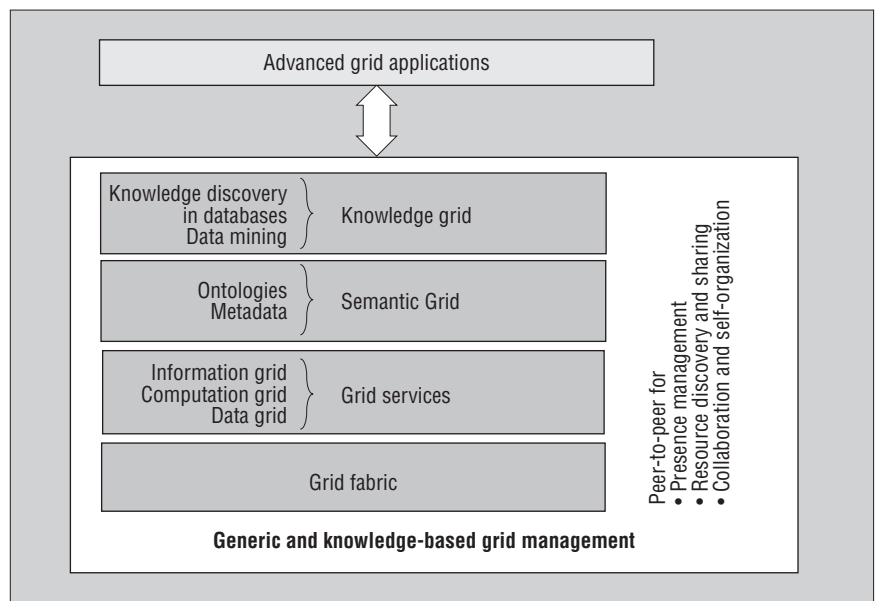 Advanced grid applications
Knowledge discovery
in databases
Data mining
Knowledge grid
Ontologies
Metadata
Semantic Grid
Information grid
Computation grid
Data grid
Grid services
Grid fabric
Generic and knowledge-based grid management
Peer-to-peer for
• Presence management
• Resource discovery and sharing
• Collaboration and self-organization